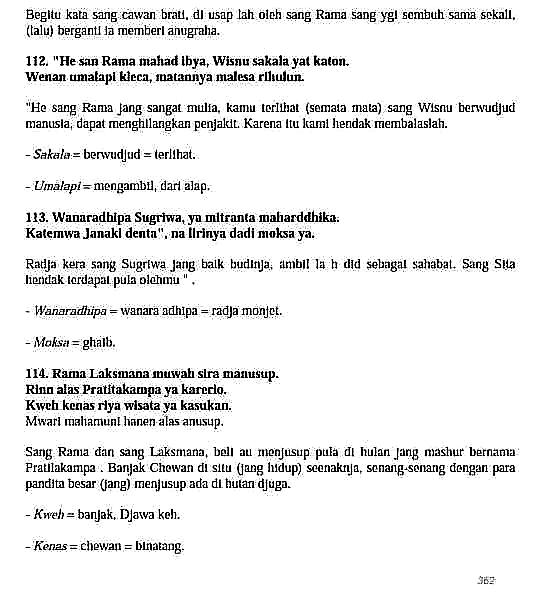 Begitu kata sang cawan brati, di usap lah oleh sang Rama sang ygi sembuh sama sekali,
(lalu) berganti ia memberi anugraha.
112. "He san Rama mahad ibya, Wisnu sakala yat katon.
Wenan umalapi kleca, matannya malesa rihulun.
"He sang Rama jang sangat mulia, kamu terlihat (semata mata) sang Wisnu berwudjud
manusia, dapat menghilangkan penjakit. Karena itu kami hendak membalaslah.
- Sakala = berwudjud = terlihat.
- Umalapi = mengambil, dari alap.
113. Wanaradhipa Sugriwa, ya mitranta maharddhika.
Katemwa Janaki denta", na lirinya dadi moksa ya.
Radja kera sang Sugriwa jang baik budinja, ambil la h did sebagai sahabat. Sang Sita
hendak terdapat pula olehmu " .
- Wanaradhipa = wanara adhipa = radja monjet.
- Moksa = ghaib.
114. Rama Laksmana muwah sira manusup.
Rinn alas Pratitakampa ya karerio.
Kweh kenas riya wisata ya kasukan.
Mwari mahamuni hanen alas anusup.
Sang Rama dan sang Laksmana, beli au menjusup pula di hutan jang mashur bernama
Pratilakampa . Banjak Chewan di situ (jang hidup) seenaknja, senang-senang dengan para
pandita besar (jang) menjusup ada di hutan djuga.
- Kweh = banjak, Djawa keh.
- Kenas = chewan = binatang.
362